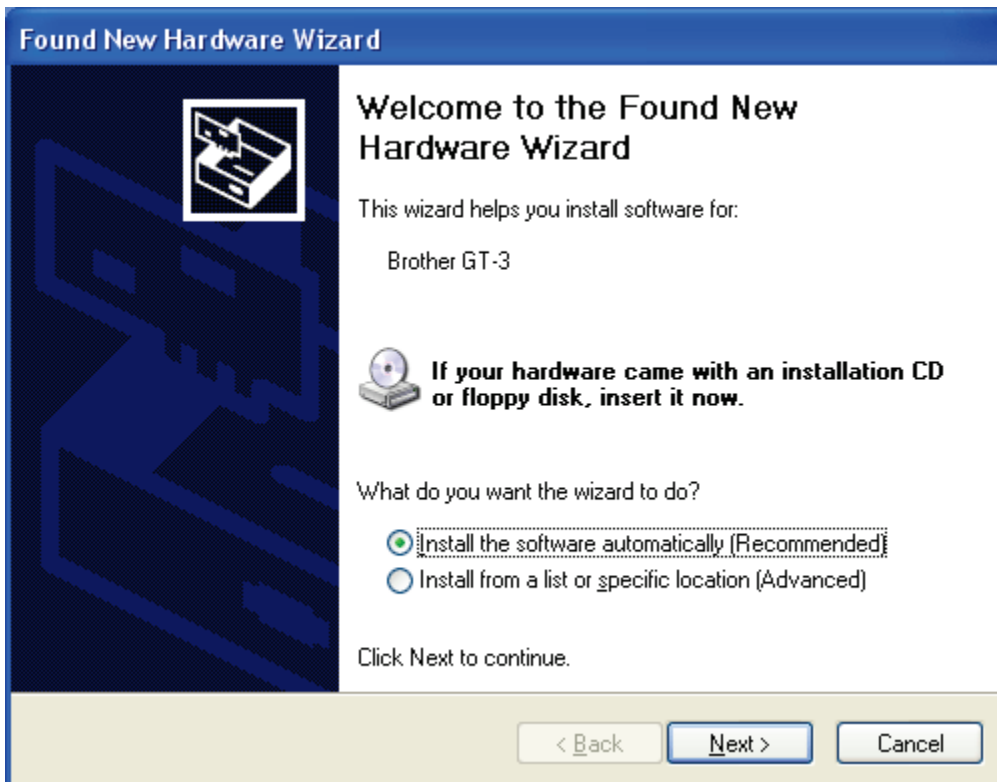 Found New Hardware Wizard
Welcome to the Found New
Hardware Wizard
This wizard helps you install software for:
Brother GT-3
If your hardware came with an installation CD
or floppy disk, insert it now.
What do you want the wizard to do?
Install the software automatically (Recommended)
Install from a list or specific location (Advanced)
Click Next to continue.
< Back Next > Cancel